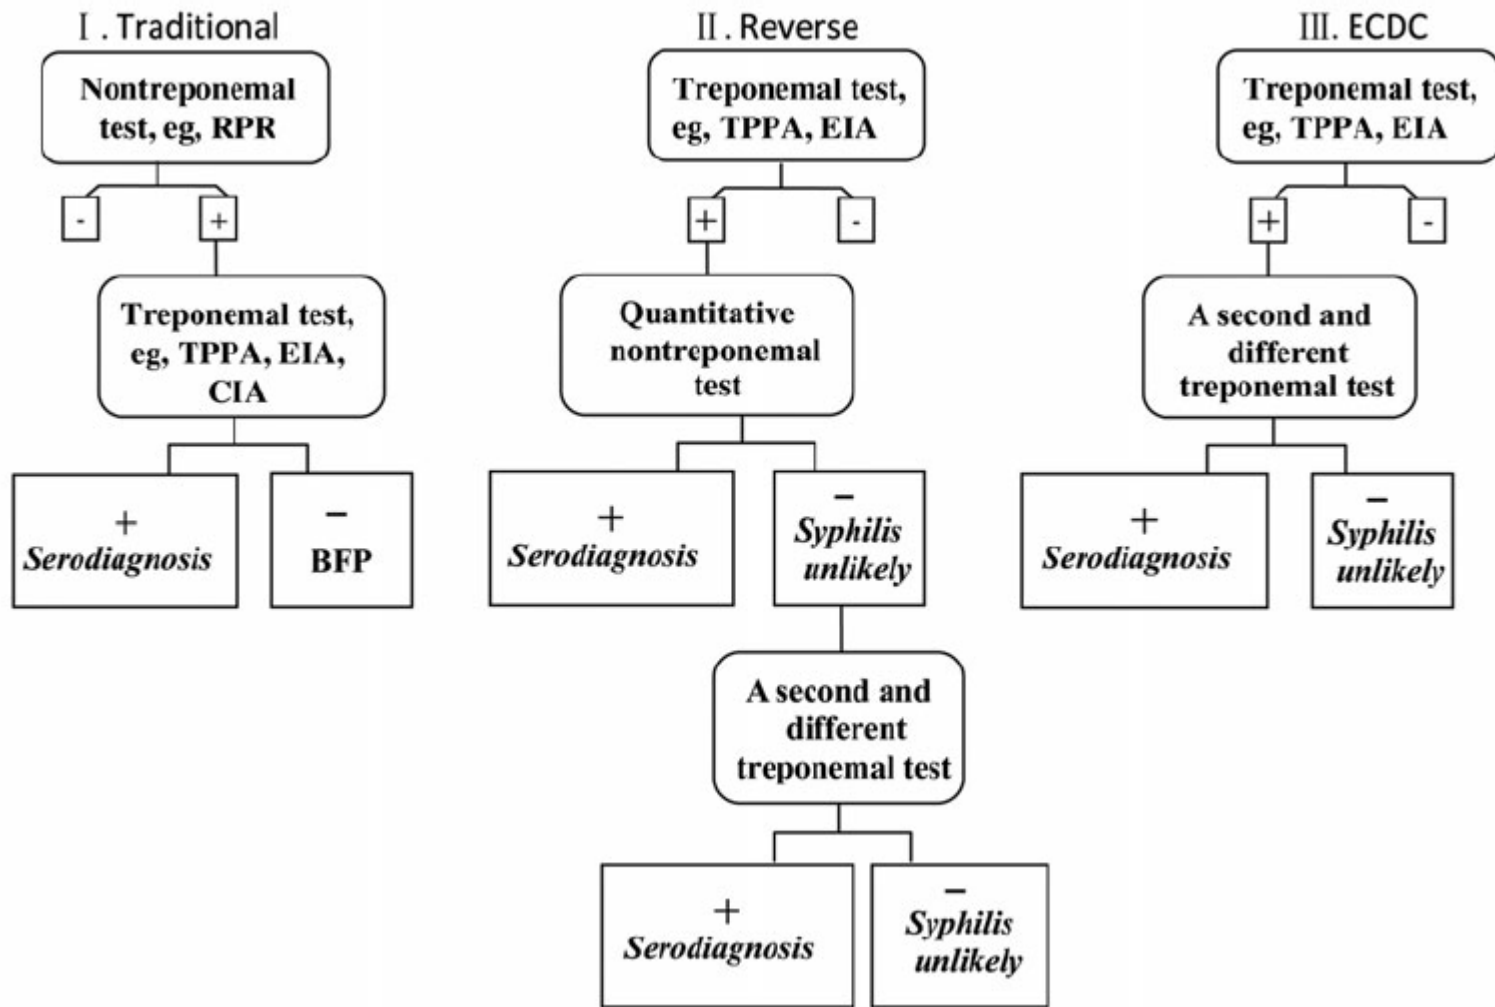 Ⅰ. Traditional
Nontreponemal
test, eg, RPR
-
+
Treponemal test,
eg, TPPA, EIA,
CIA
+
Serodiagnosis
−
BFP
Ⅱ. Reverse
Treponemal test,
eg, TPPA, EIA
+
-
Quantitative
nontreponemal
test
+
Serodiagnosis
−
Syphilis
unlikely
A second and
different
treponemal test
+
Serodiagnosis
−
Syphilis
unlikely
Ⅲ. ECDC
Treponemal test,
eg, TPPA, EIA
+
-
A second and
different
treponemal test
+
Serodiagnosis
−
Syphilis
unlikely